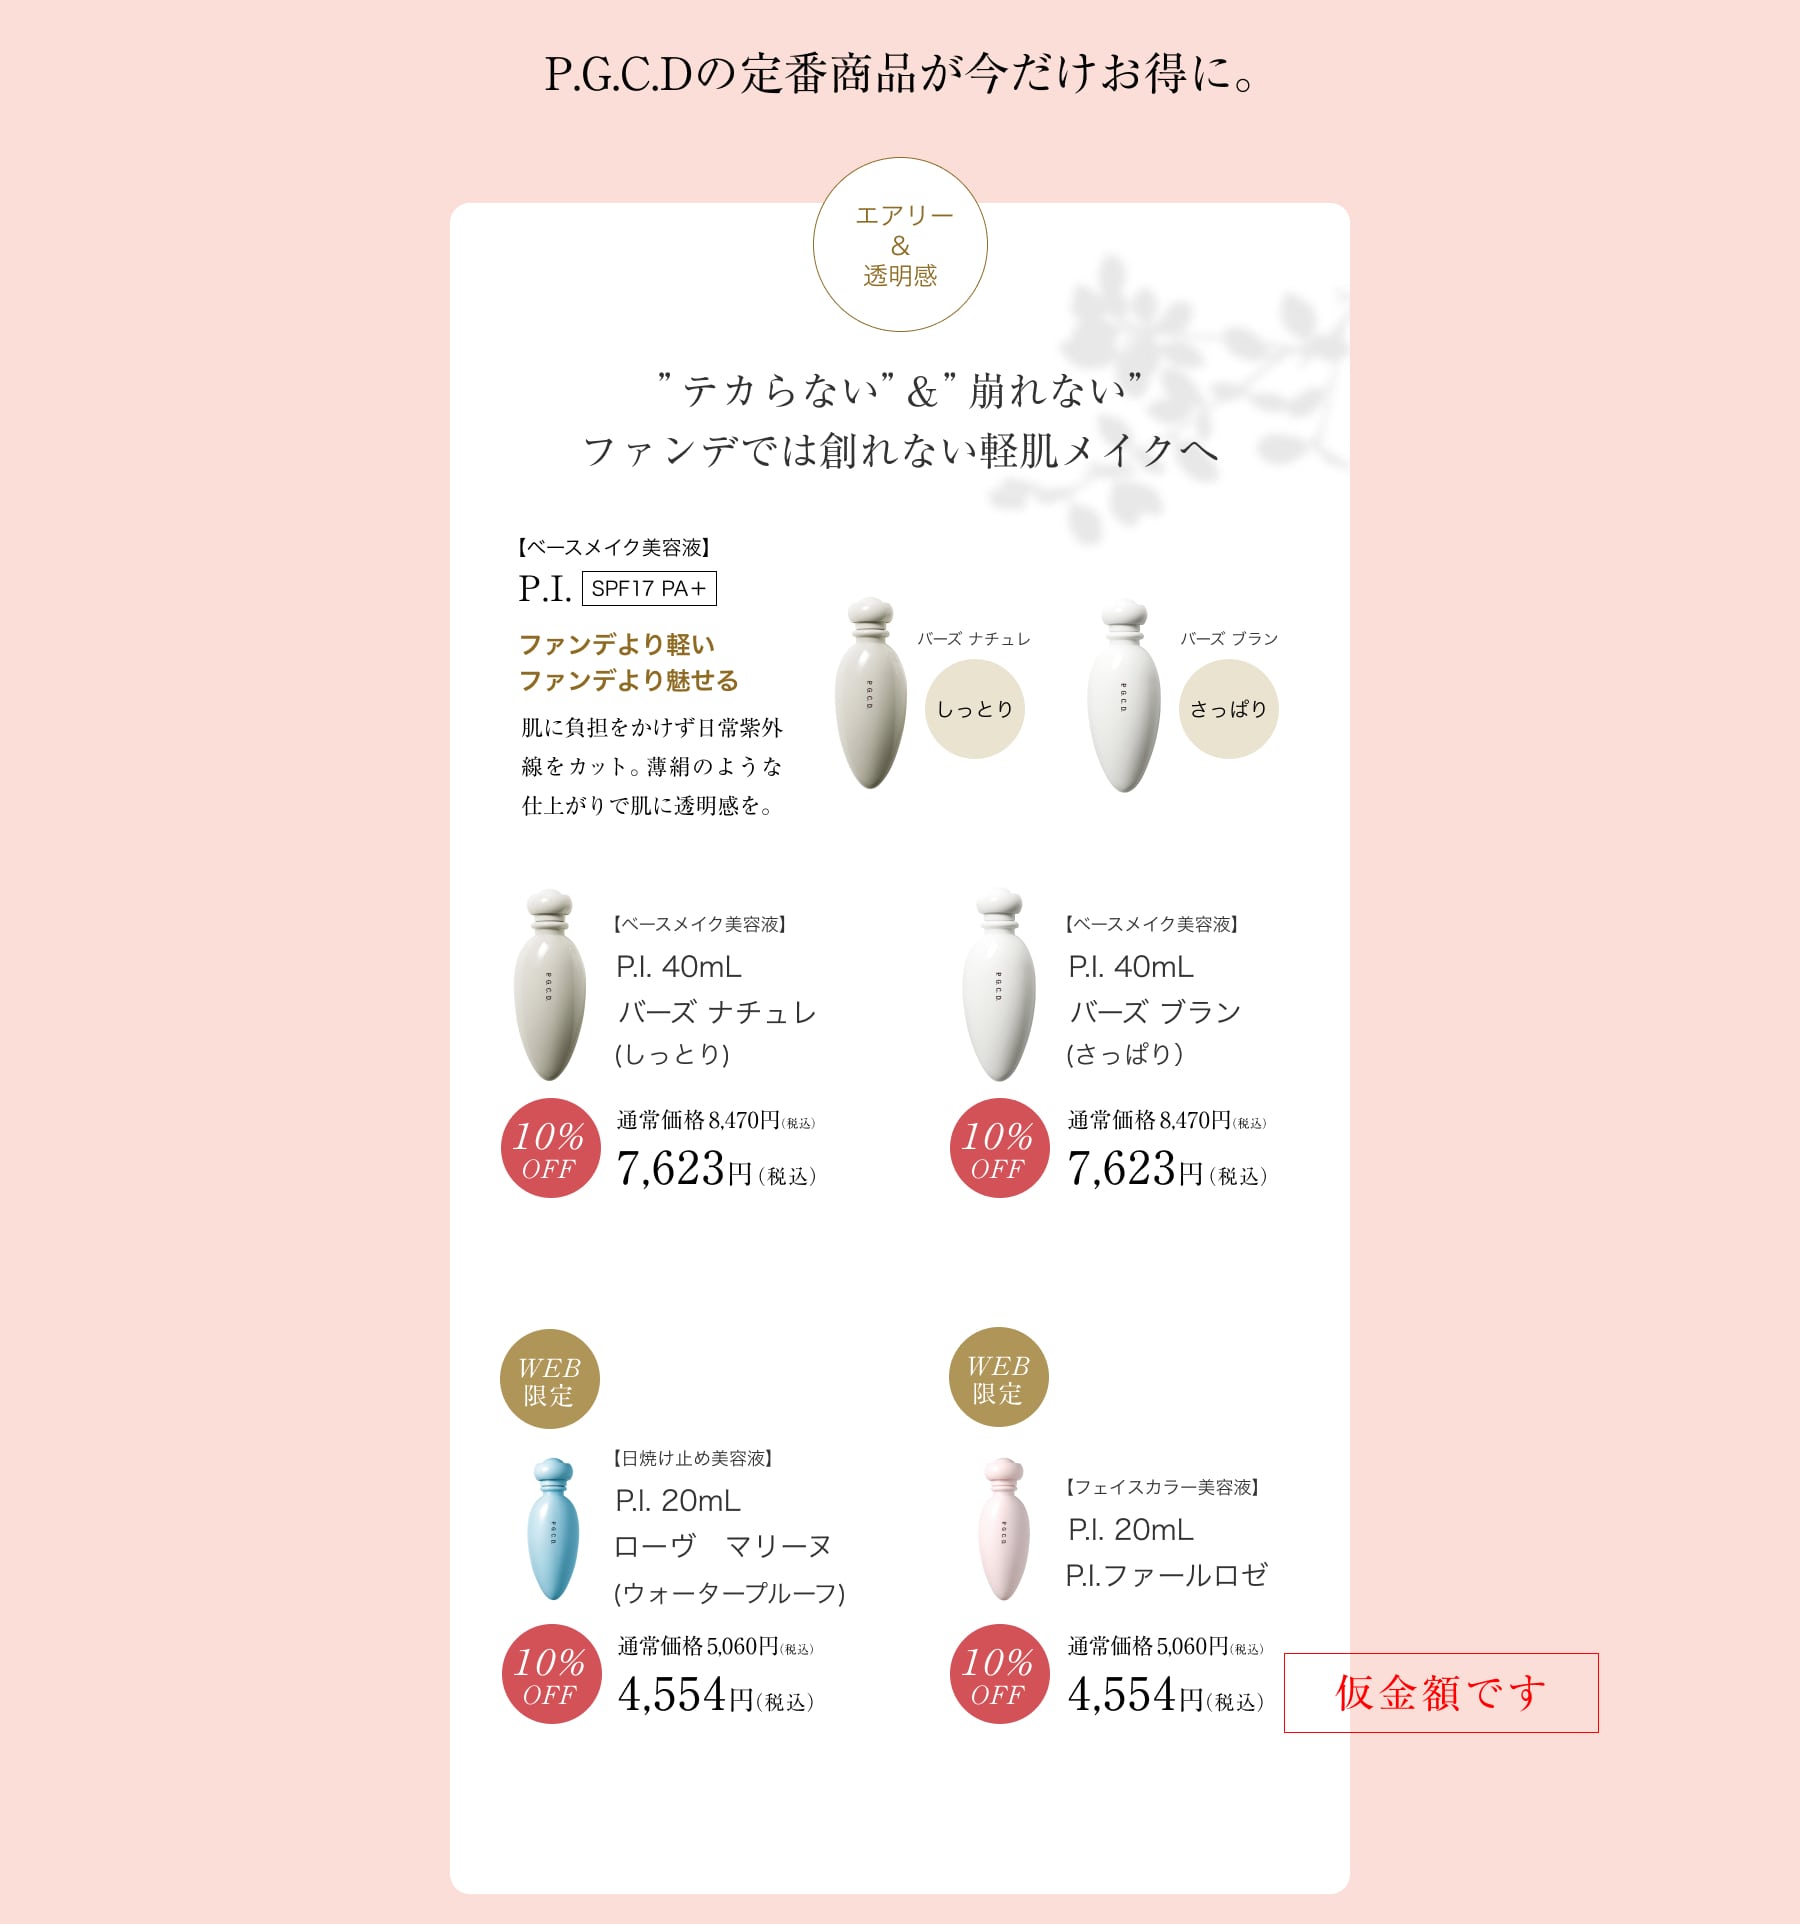 P.G.C.Dの定番商品が今だけお得に。
エアリー
&
透明感
”テカらない”&”崩れない”
ファンデでは創れない軽肌メイクへ
【ベースメイク美容液】
P.I. SPF17 PA＋
ファンデより軽い
ファンデより魅せる
肌に負担をかけず日常紫外
線をカット。薄絹のような
仕上がりで肌に透明感を。
P.G.C.D.
バーズ ナチュレ
しっとり
P.G.C.D.
バーズ ブラン
さっぱり
P.G.C.D.
【ベースメイク美容液】
P.I. 40mL
バーズ ナチュレ
(しっとり)
10%
OFF
通常価格8,470円(税込)
7,623円(税込)
P.G.C.D.
【ベースメイク美容液】
P.I. 40mL
バーズ ブラン
(さっぱり）
10%
OFF
通常価格8,470円(税込)
7,623円(税込)
WEB
限定
P.G.C.D.
【日焼け止め美容液】
P.I. 20mL
ローヴ　マリーヌ
(ウォータープルーフ)
10%
OFF
通常価格5,060円(税込)
4,554円(税込)
WEB
限定
P.G.C.D.
【フェイスカラー美容液】
P.I. 20mL
P.I.ファールロゼ
10%
OFF
通常価格5,060円(税込)
4,554円(税込)
仮金額です